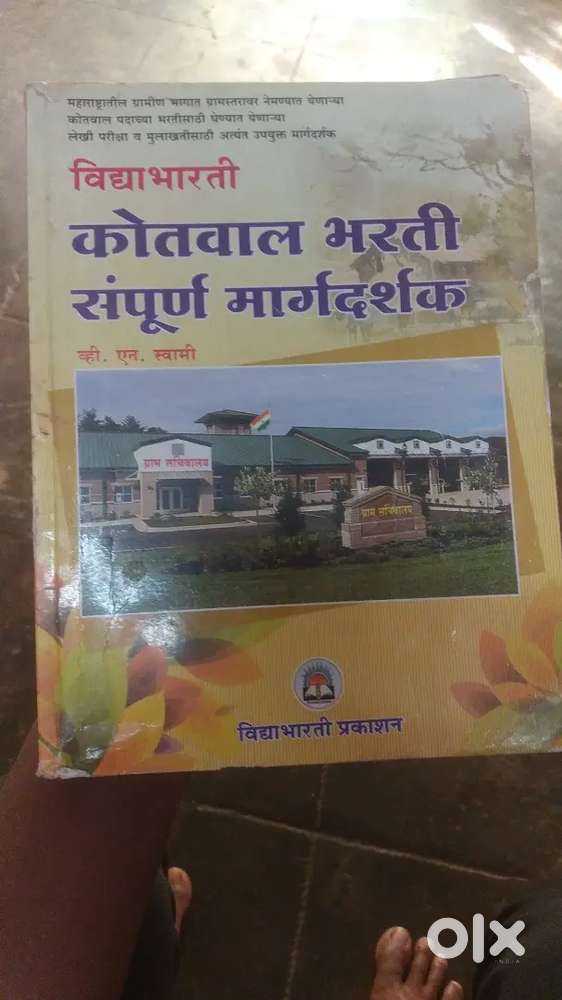 महाराष्ट्रातील ग्रामीण भागात ग्रामस्तरावर नेमण्यात येणाऱ्या
कोतवाल पदाच्या भरतीसाठी घेण्यात येणाऱ्या
लेखी परीक्षा व मुलाखतीसाठी अत्यंत उपयुक्त मार्गदर्शक
विद्याभारती
कोतवाल भरती
संपूर्ण मार्गदर्शक
व्ही. एन. स्वामी
ग्राम सचिवालय
ग्राम सचिवालय
विद्याभारती प्रकाशन
olx
INDIA